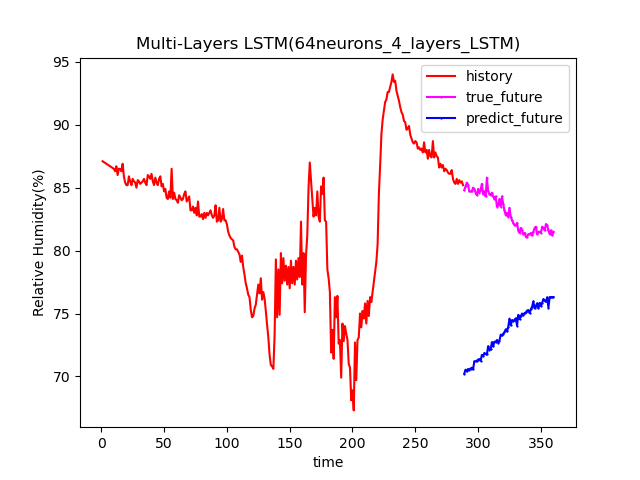 Multi-Layers LSTM(64neurons_4_layers_LSTM)
history
true_future
predict_future
Relative Humidity(%)
95
90
85
80
75
70
0
50
100
150
200
250
300
350
time